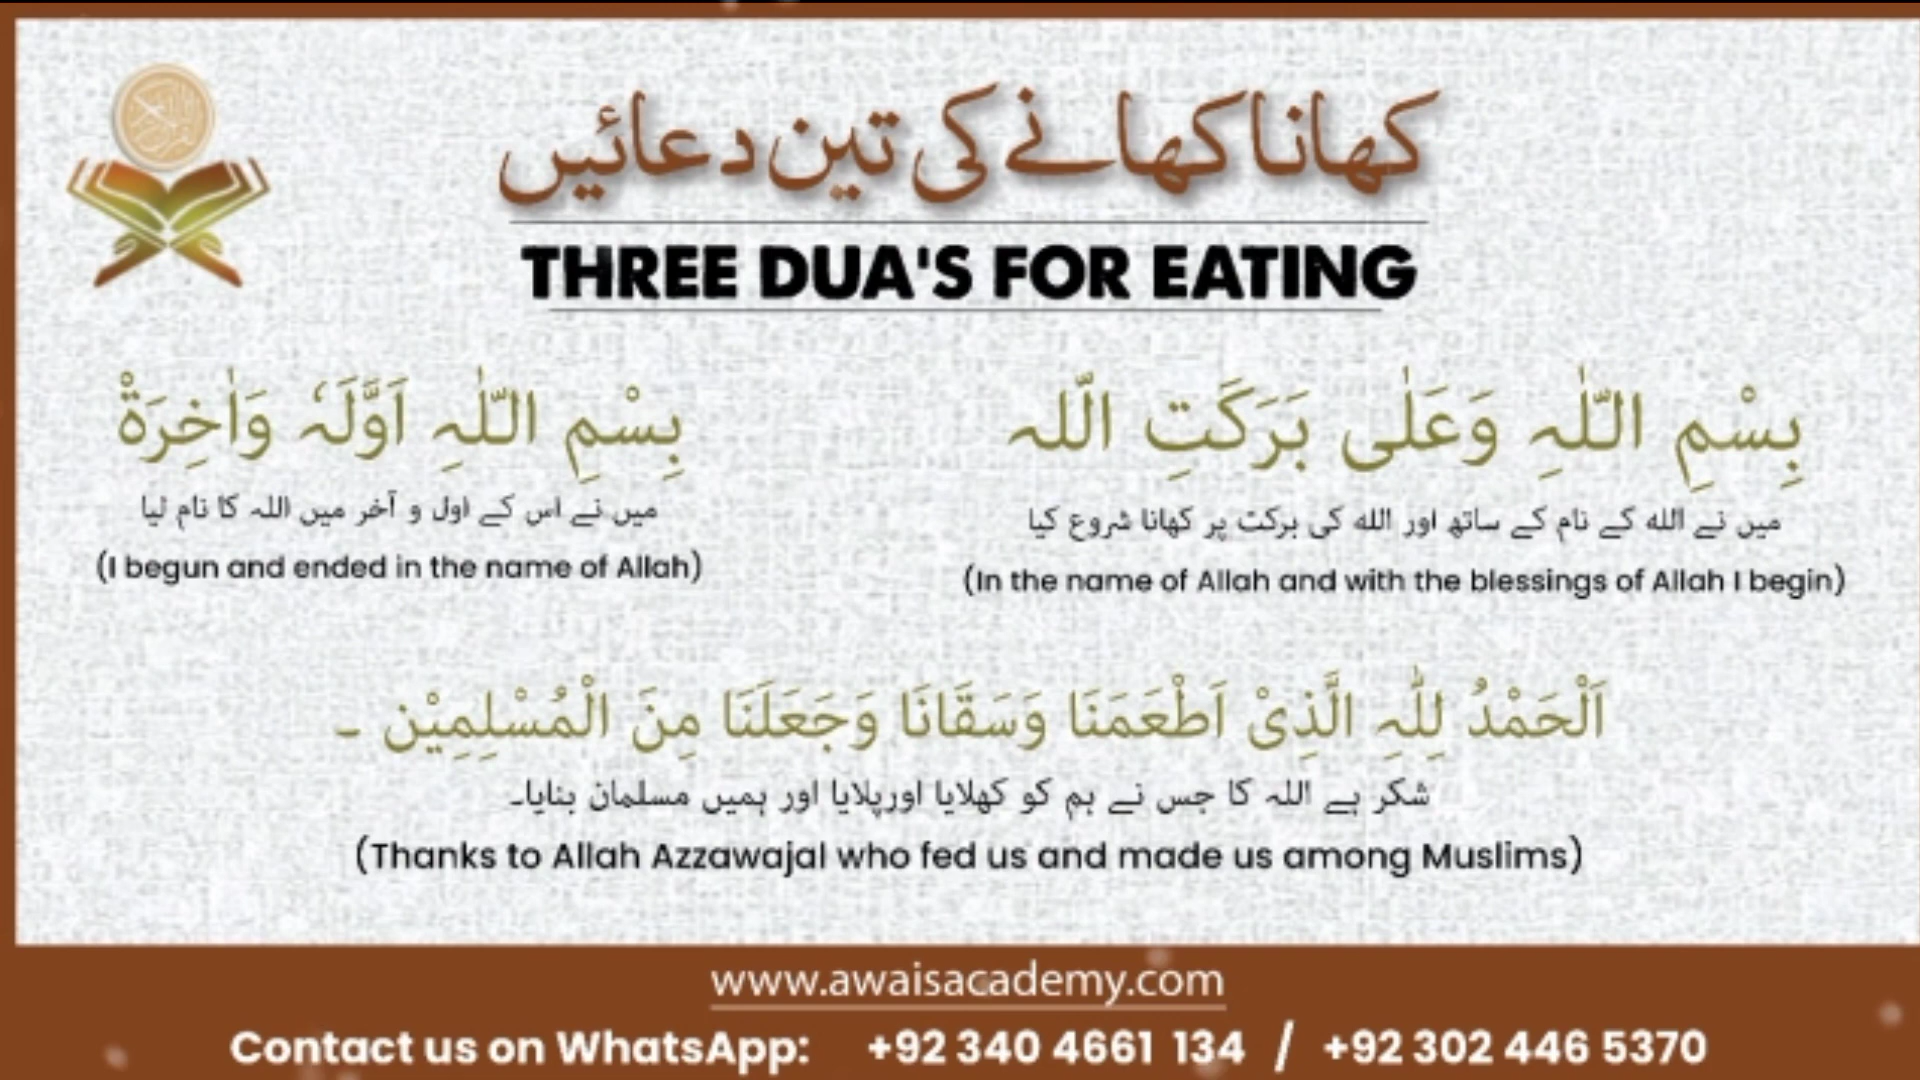 کھانا کھانے کی تین دعائیں
THREE DUA'S FOR EATING
بِسْمِ اللّٰہِ وَعَلٰی بَرَکَتِ اللّٰہ
میں نے اللہ کے نام کے ساتھ اور اللہ کی برکت پر کھانا شروع کیا
(In the name of Allah and with the blessings of Allah I begin)
بِسْمِ اللّٰہِ اَوَّلَہٗ وَاٰخِرَۃْ
میں نے اس کے اول و آخر میں اللہ کا نام لیا
(I begun and ended in the name of Allah)
اَلْحَمْدُ لِلّٰہِ الَّذِیْ اَطْعَمَنَا وَسَقَانَا وَجَعَلَنَا مِنَ الْمُسْلِمِیْن ۔
شکر ہے اللہ کا جس نے ہم کو کھلایا اورپلایا اور ہمیں مسلمان بنایا۔
(Thanks to Allah Azzawajal who fed us and made us among Muslims)
www.awaisacademy.com
Contact us on WhatsApp: +92 340 4661 134 / +92 302 446 5370